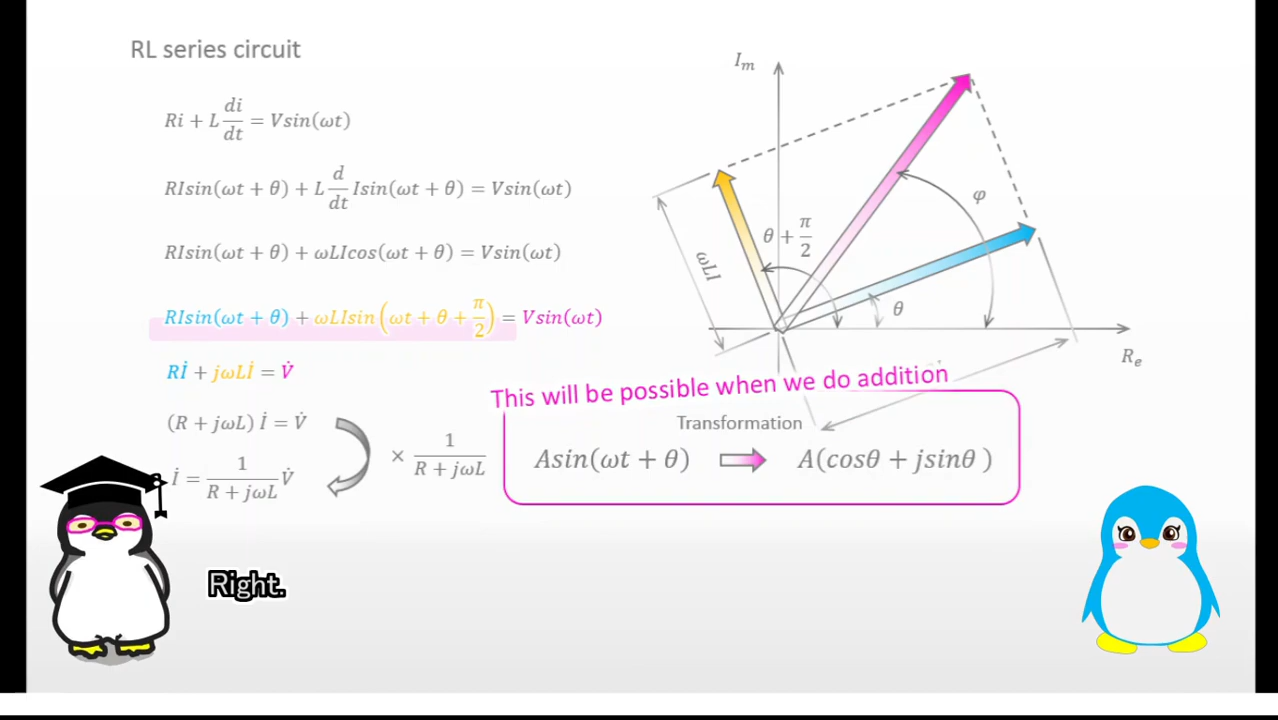 RL series circuit
Ri + L di/dt = Vsin(ωt)
RIsin(ωt + θ) + L d/dt Isin(ωt + θ) = Vsin(ωt)
RIsin(ωt + θ) + ωLIcos(ωt + θ) = Vsin(ωt)
RIsin(ωt + θ) + ωLIsin(ωt + θ + π/2) = Vsin(ωt)
Rİ + jωLİ = V̇
(R + jωL) İ = V̇
İ = 1/(R + jωL) V̇
× 1/(R + jωL)
Im
φ
θ + π/2
ωLI
θ
Re
This will be possible when we do addition
Transformation
Asin(ωt + θ) ⇨ A(cosθ + jsinθ )
Right.